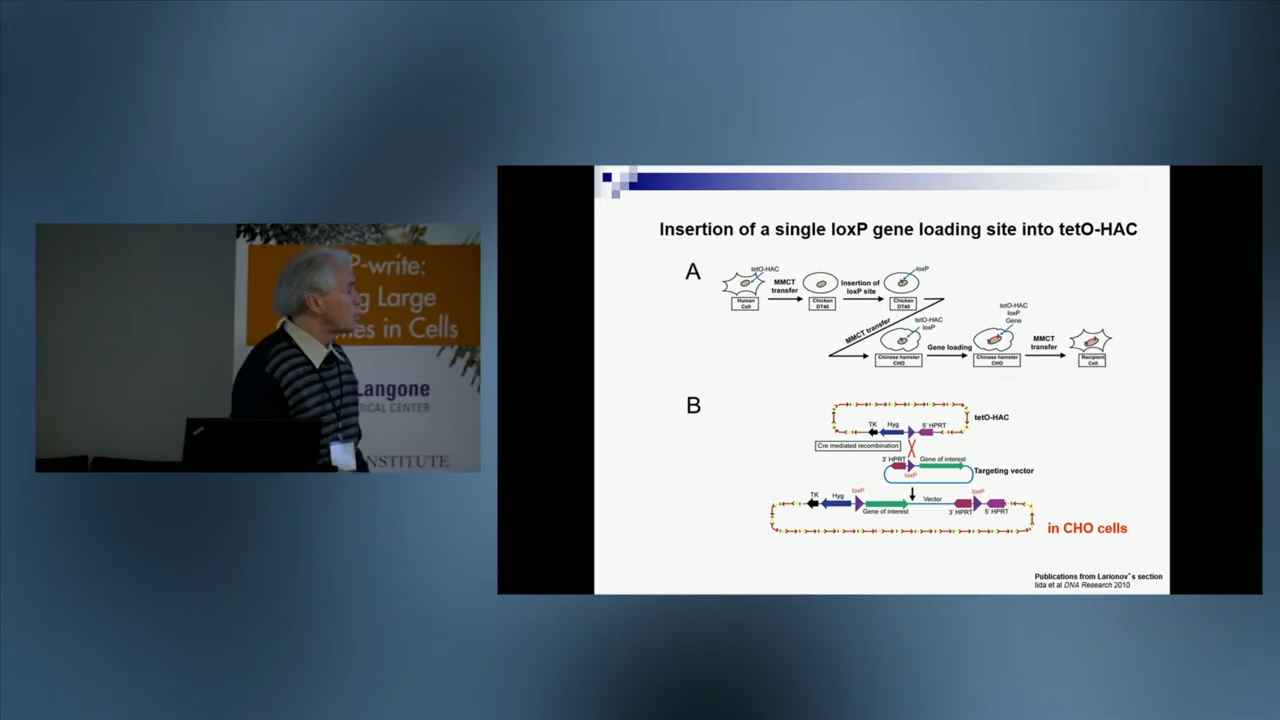 P-write:
g Large
es in Cells
Langone
DICAL CENTER
NSTITUTE
Insertion of a single loxP gene loading site into tetO-HAC
A
tetO-HAC
Human
Cell
MMCT
transfer
Chicken
DT40
Insertion of
loxP site
loxP
Chicken
DT40
MMCT transfer
tetO-HAC
loxP
Chinese hamster
CHO
Gene loading
tetO-HAC
loxP
Gene
Chinese hamster
CHO
MMCT
transfer
Recipient
Cell
B
tetO-HAC
TK Hyg 5' HPRT
Cre mediated recombination
3' HPRT Gene of interest
loxP
Targeting vector
TK Hyg loxP Vector loxP
Gene of interest 3' HPRT 5' HPRT
in CHO cells
Publications from Larionov's section
Iida et al DNA Research 2010